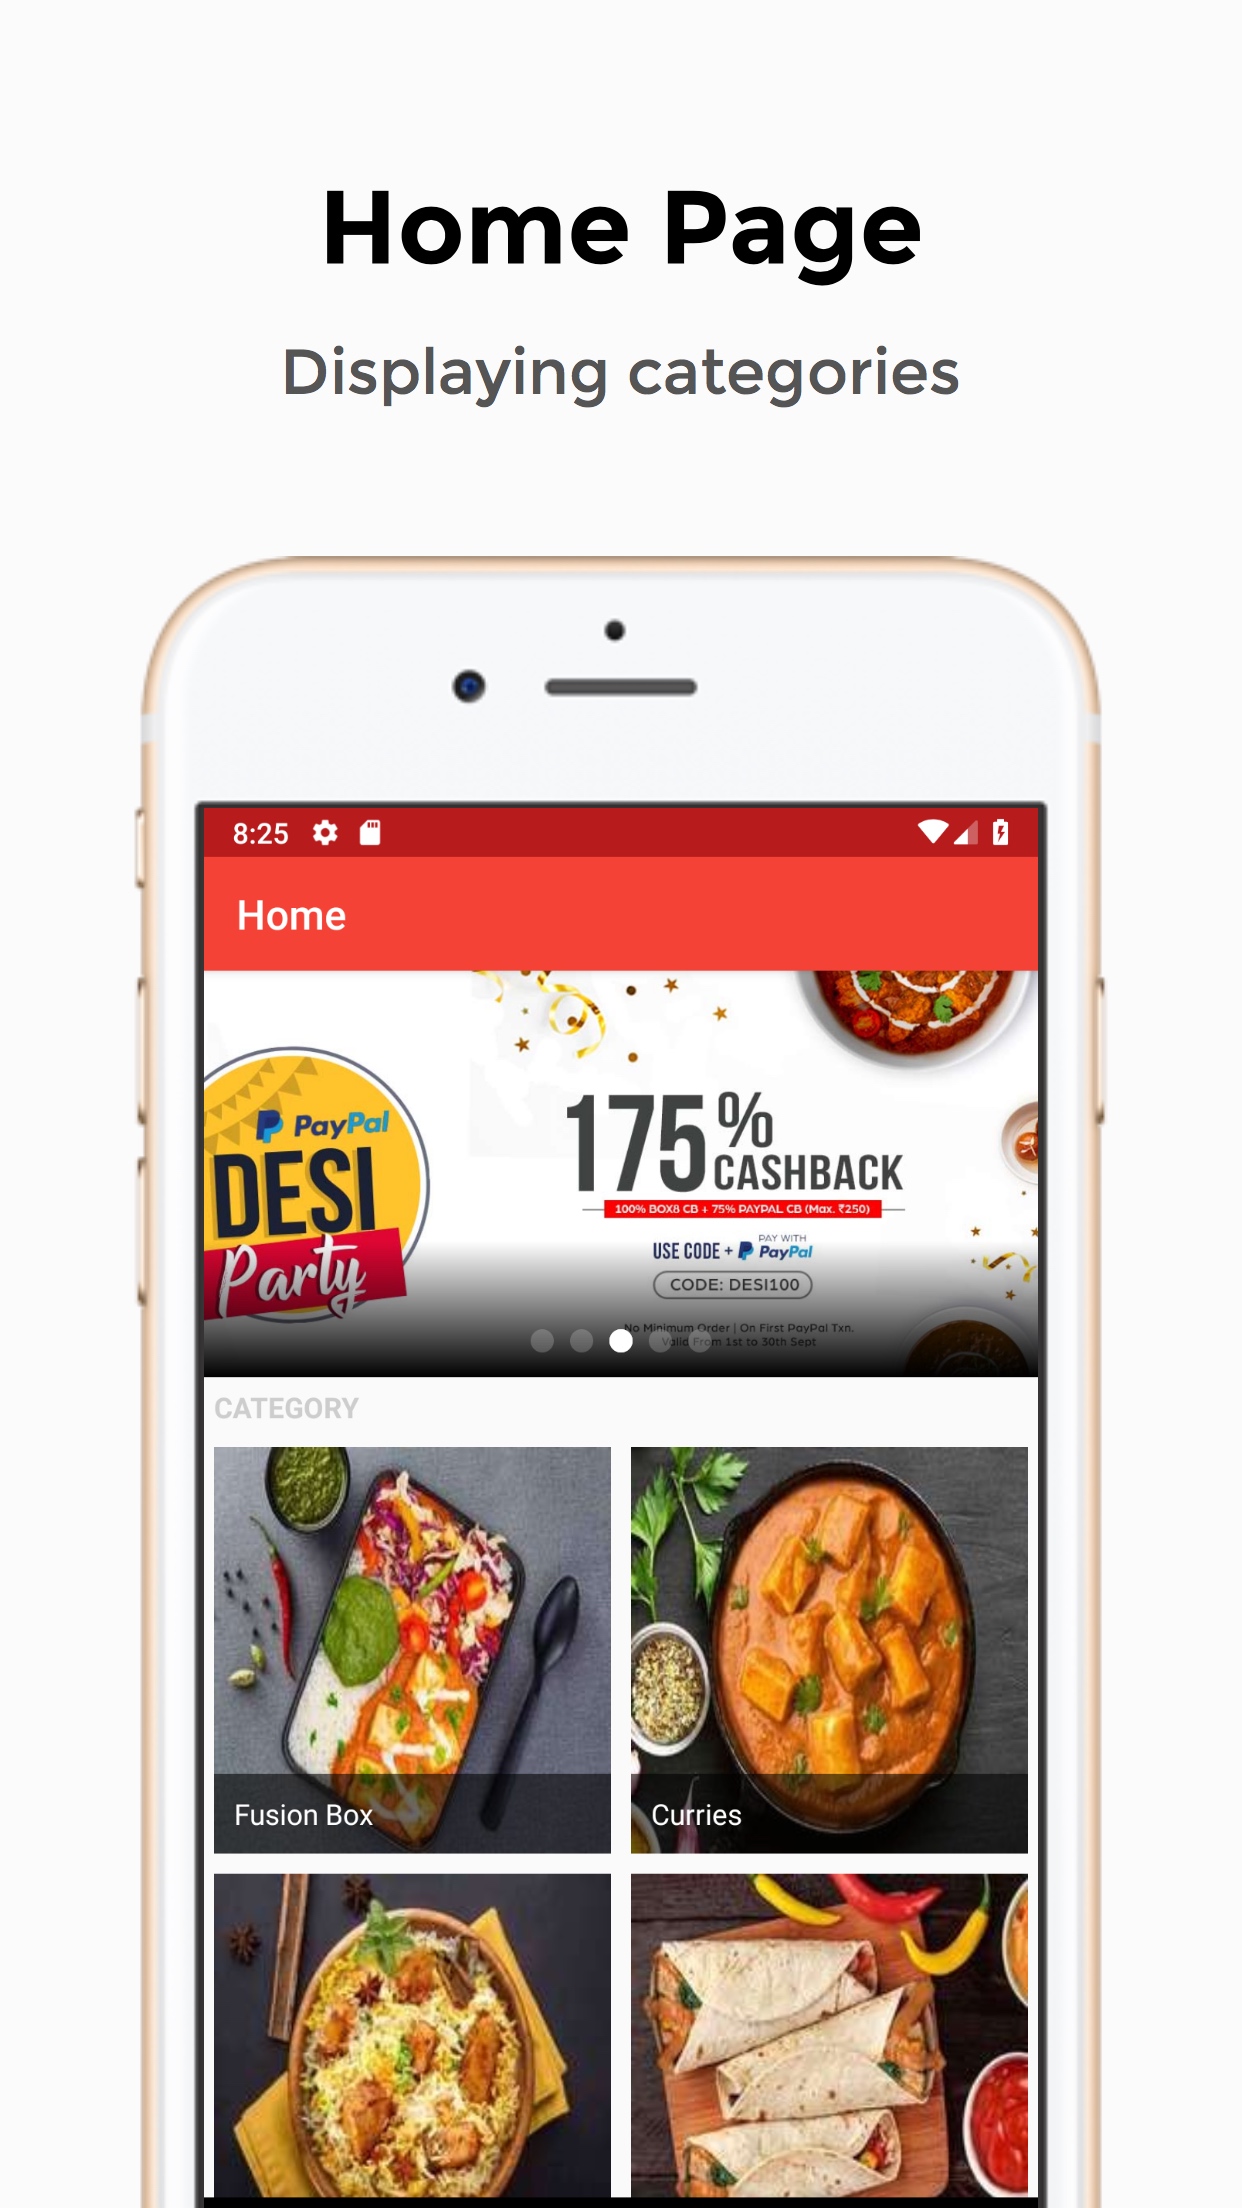 Home Page
Displaying categories
8:25
Home
PayPal
DESI
Party
175%
CASHBACK
100% BOX8 CB + 75% PAYPAL CB (Max. ₹250)
USE CODE + PAY WITH PayPal
CODE: DESI100
No Minimum Order | On First PayPal Txn.
Valid From 1st to 30th Sept
CATEGORY
Fusion Box
Curries